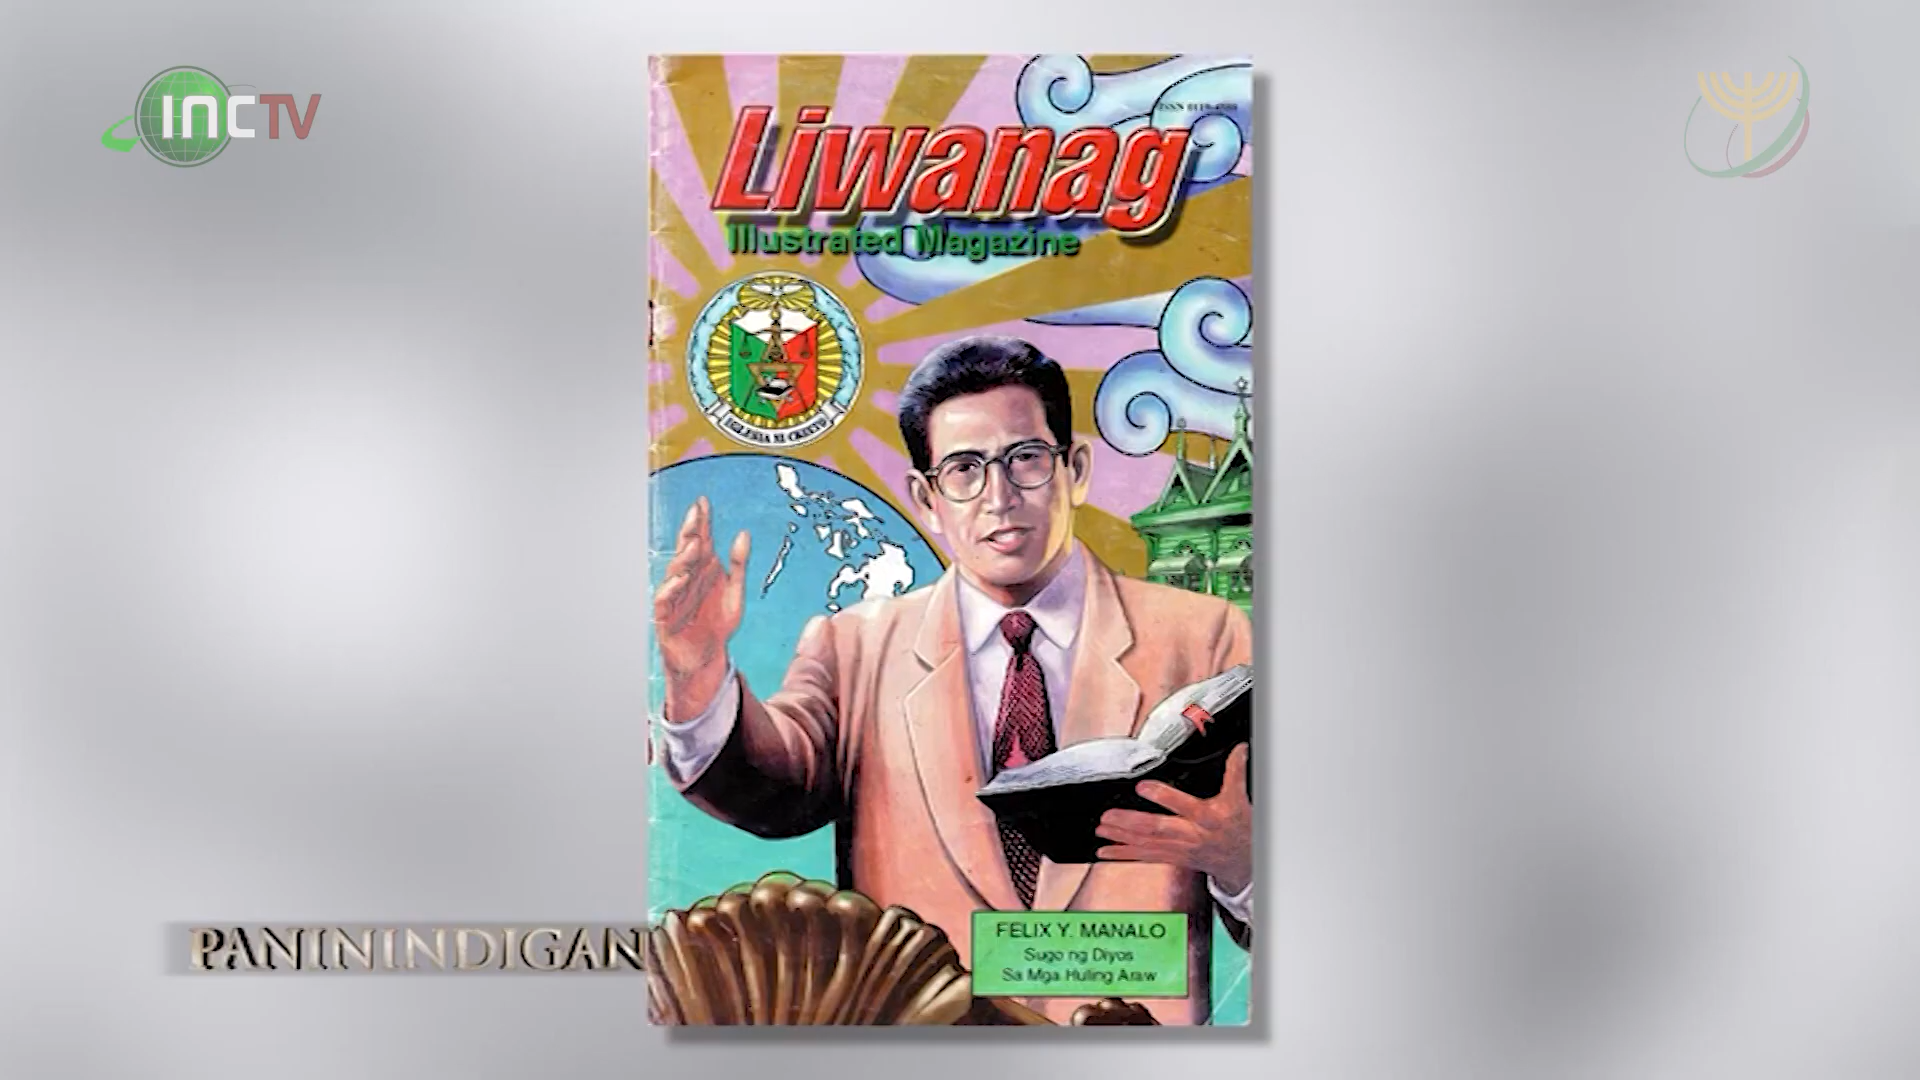 INCTV
Liwanag
Illustrated Magazine
IGLESIA NI CRISTO
FELIX Y. MANALO
Sugo ng Diyos
Sa Mga Huling Araw
PANININDIGAN